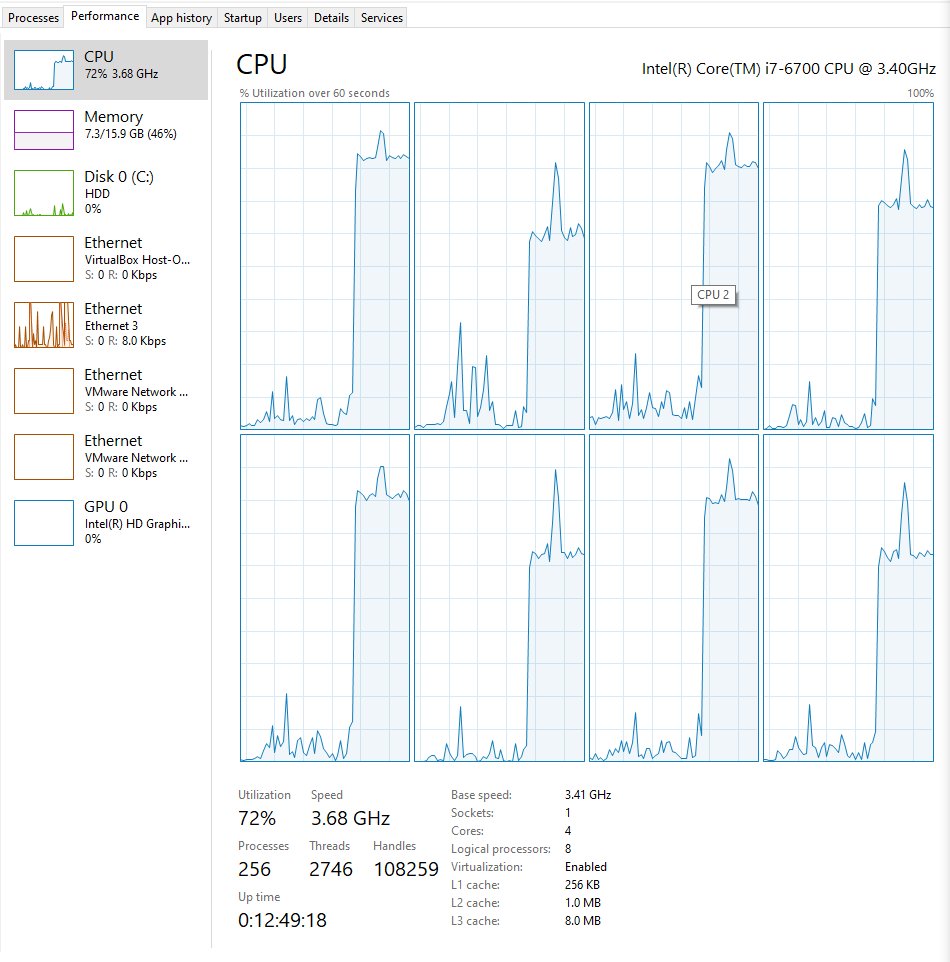 Processes Performance App history Startup Users Details Services
CPU
72% 3.68 GHz
Memory
7.3/15.9 GB (46%)
Disk 0 (C:)
HDD
0%
Ethernet
VirtualBox Host-O...
S: 0 R: 0 Kbps
Ethernet
Ethernet 3
S: 0 R: 8.0 Kbps
Ethernet
VMware Network ...
S: 0 R: 0 Kbps
Ethernet
VMware Network ...
S: 0 R: 0 Kbps
GPU 0
Intel(R) HD Graphi...
0%
CPU
Intel(R) Core(TM) i7-6700 CPU @ 3.40GHz
% Utilization over 60 seconds
100%
CPU 2
Utilization Speed
72% 3.68 GHz
Processes Threads Handles
256 2746 108259
Up time
0:12:49:18
Base speed: 3.41 GHz
Sockets: 1
Cores: 4
Logical processors: 8
Virtualization: Enabled
L1 cache: 256 KB
L2 cache: 1.0 MB
L3 cache: 8.0 MB